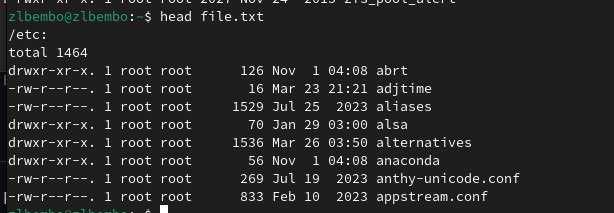 zlbembo@zlbembo:~$ head file.txt
/etc:
total 1464
drwxr-xr-x. 1 root root      126 Nov  1 04:08 abrt
-rw-r--r--. 1 root root       16 Mar 23 21:21 adjtime
-rw-r--r--. 1 root root     1529 Jul 25  2023 aliases
drwxr-xr-x. 1 root root       70 Jan 29 03:00 alsa
drwxr-xr-x. 1 root root     1536 Mar 26 03:50 alternatives
drwxr-xr-x. 1 root root       56 Nov  1 04:08 anaconda
-rw-r--r--. 1 root root      269 Jul 19  2023 anthy-unicode.conf
-rw-r--r--. 1 root root      833 Feb 10  2023 appstream.conf
zlbembo@zlbembo:~$